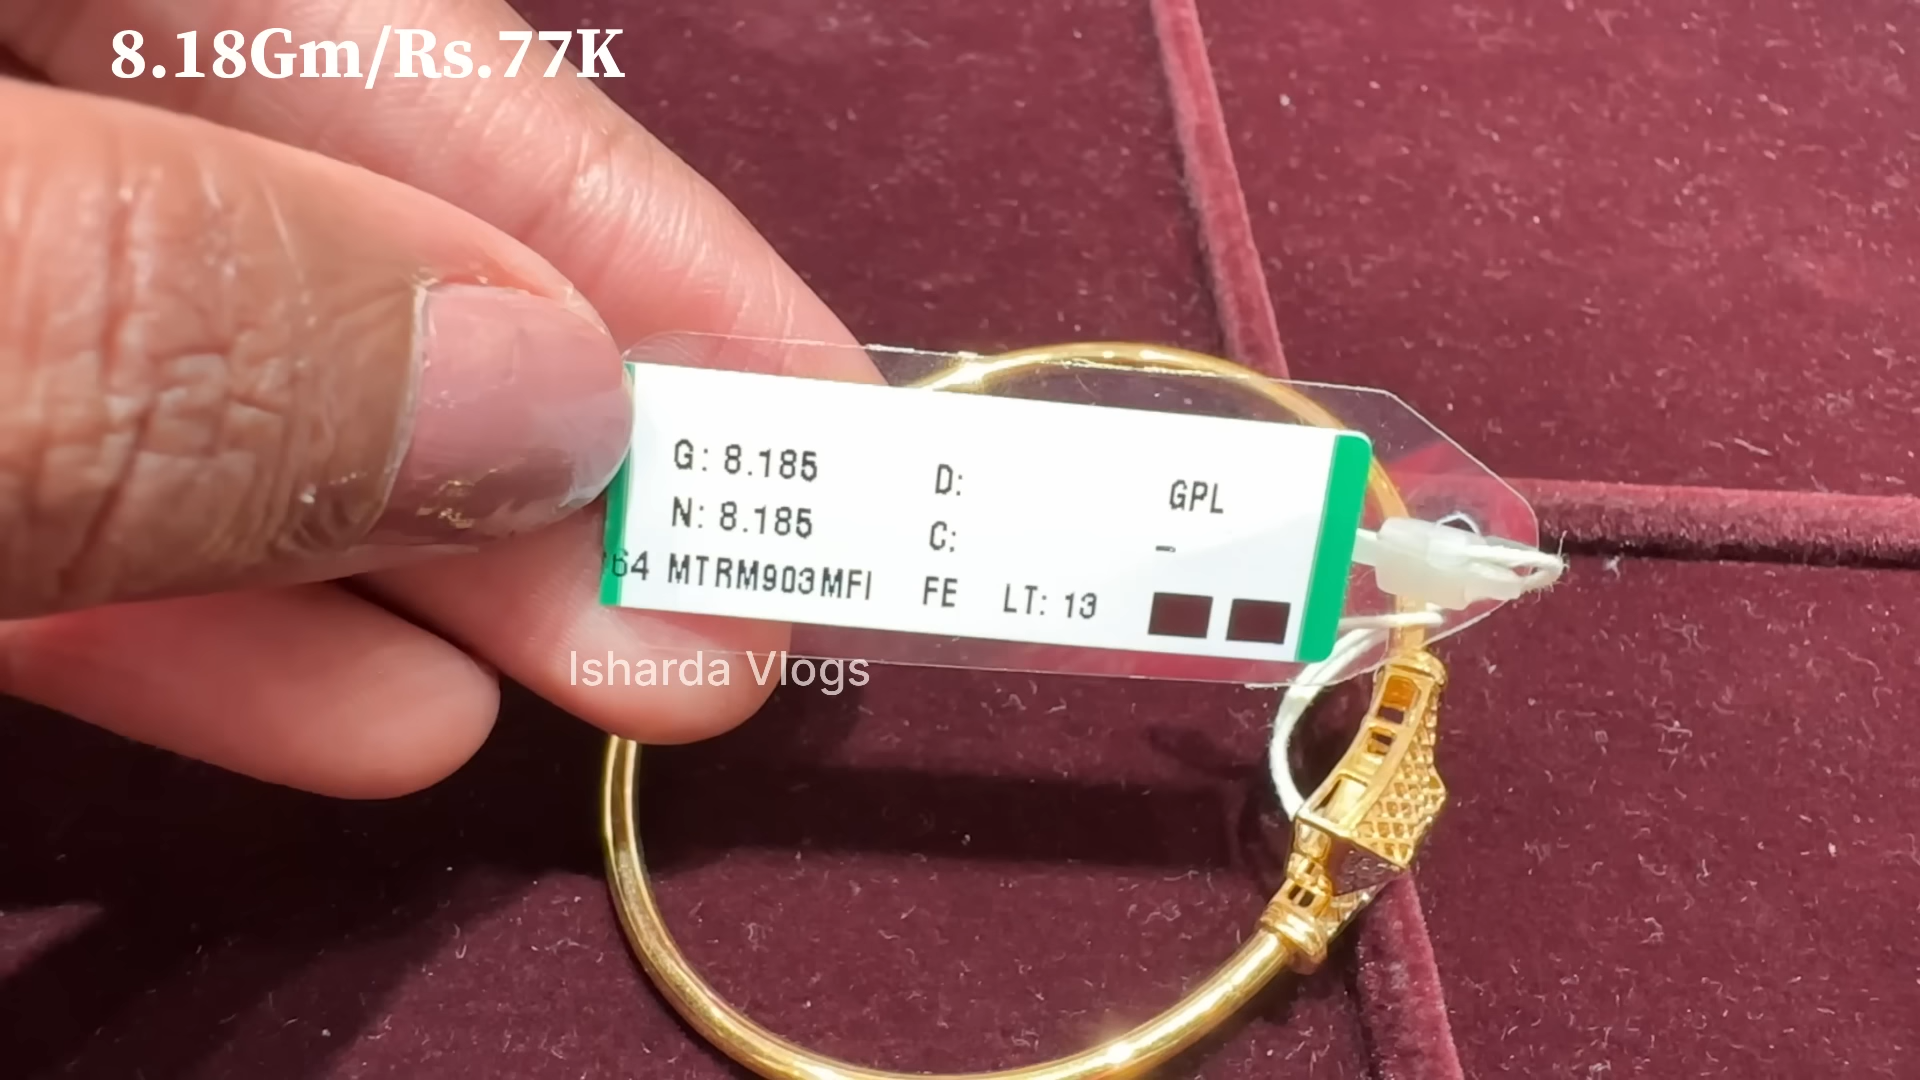 8.18Gm/Rs.77K
G: 8.185 D: GPL
N: 8.185 C: –
64 MTRM903MFI FE LT: 13
Isharda Vlogs